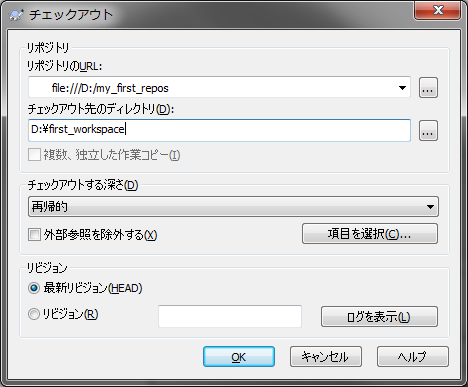 チェックアウト
リポジトリ
リポジトリのURL:
file:///D:/my_first_repos
...
チェックアウト先のディレクトリ(D):
D:¥first_workspace
...
複数、独立した作業コピー(I)
チェックアウトする深さ(D)
再帰的
外部参照を除外する(X)
項目を選択(C)...
リビジョン
最新リビジョン(HEAD)
リビジョン(R)
ログを表示(L)
OK
キャンセル
ヘルプ